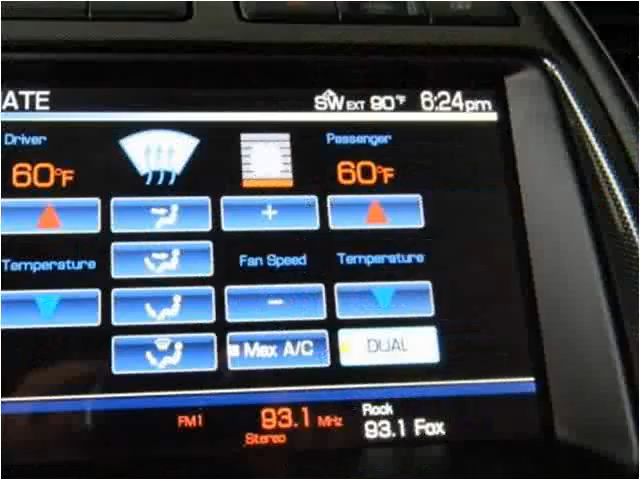 ATE SW EXT 90°F 6:24pm
Driver Passenger
60°F 60°F
+
Temperature Fan Speed Temperature
-
Max A/C DUAL
FM1 93.1 MHz Rock
Stereo 93.1 Fox